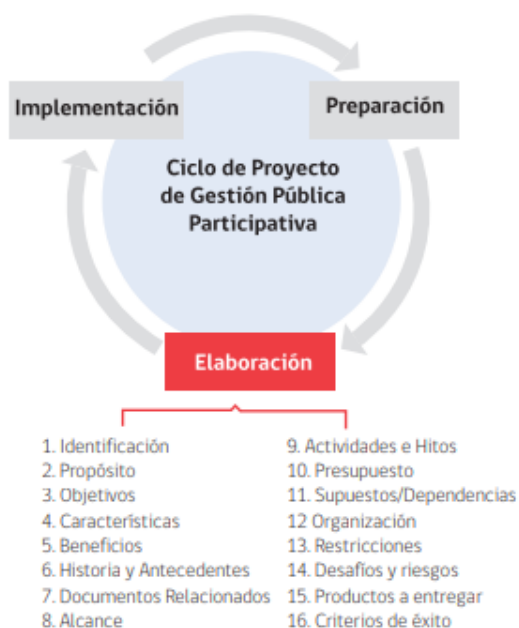 Implementación
Preparación
Ciclo de Proyecto
de Gestión Pública
Participativa
Elaboración
1. Identificación
2. Propósito
3. Objetivos
4. Características
5. Beneficios
6. Historia y Antecedentes
7. Documentos Relacionados
8. Alcance
9. Actividades e Hitos
10. Presupuesto
11. Supuestos/Dependencias
12 Organización
13. Restricciones
14. Desafíos y riesgos
15. Productos a entregar
16. Criterios de éxito